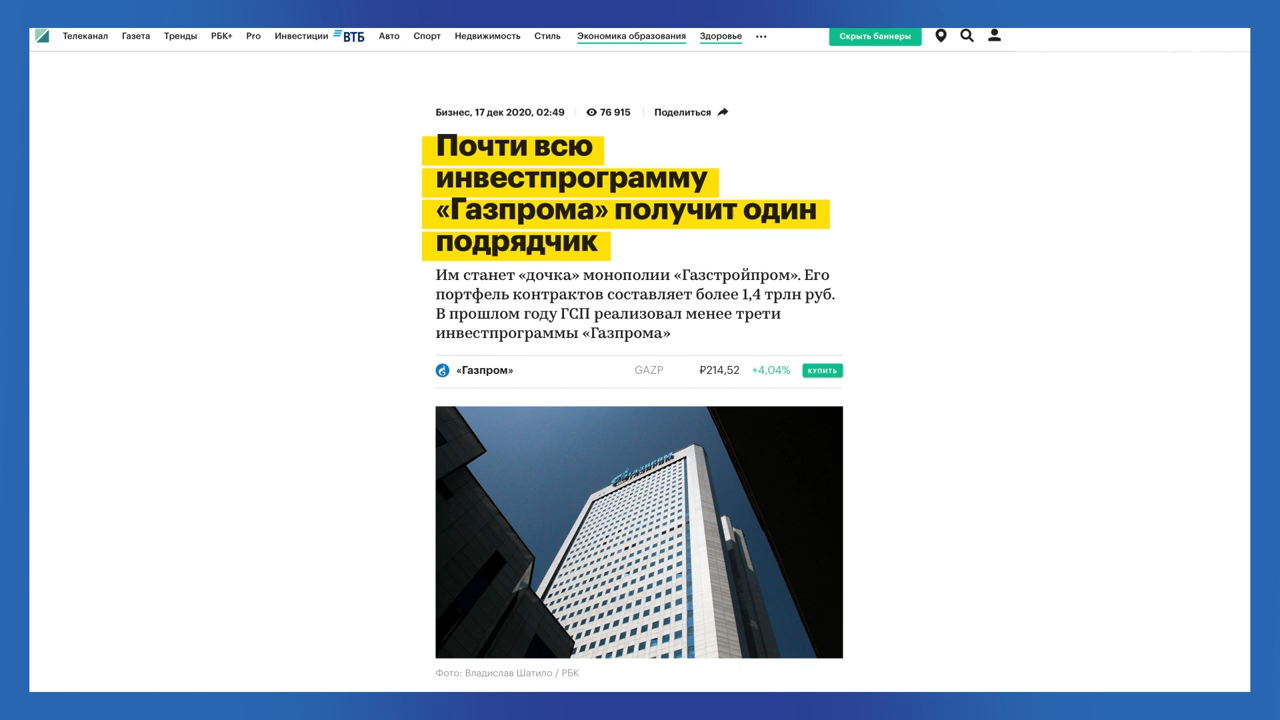 Телеканал Газета Тренды РБК+ Pro Инвестиции ВТБ Авто Спорт Недвижимость Стиль Экономика образования Здоровье ••• Скрыть баннеры
Бизнес, 17 дек 2020, 02:49 76 915 Поделиться
Почти всю
инвестпрограмму
«Газпрома» получит один
подрядчик
Им станет «дочка» монополии «Газстройпром». Его
портфель контрактов составляет более 1,4 трлн руб.
В прошлом году ГСП реализовал менее трети
инвестпрограммы «Газпрома»
«Газпром» GAZP ₽214,52 +4,04% КУПИТЬ
ГАЗПРОМ
Фото: Владислав Шатило / РБК